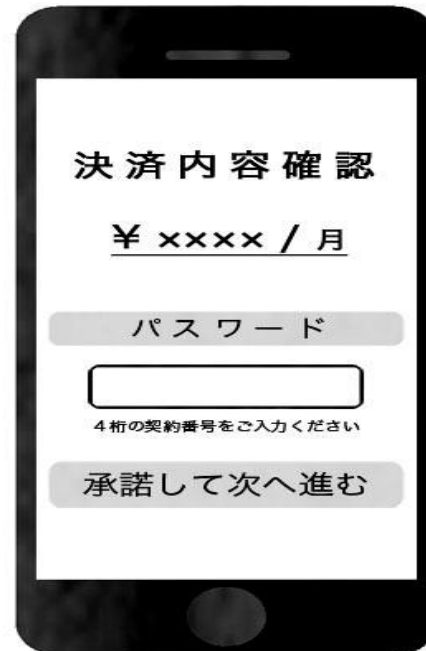 決済内容確認
￥ ×××× / 月
パスワード
４桁の契約番号をご入力ください
承諾して次へ進む